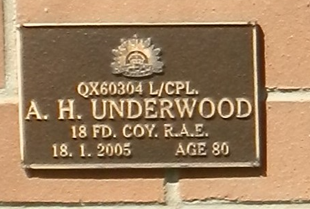 QX60304 L/CPL.
A. H. UNDERWOOD
18 FD. COY. R.A.E.
18. 1. 2005 AGE 80